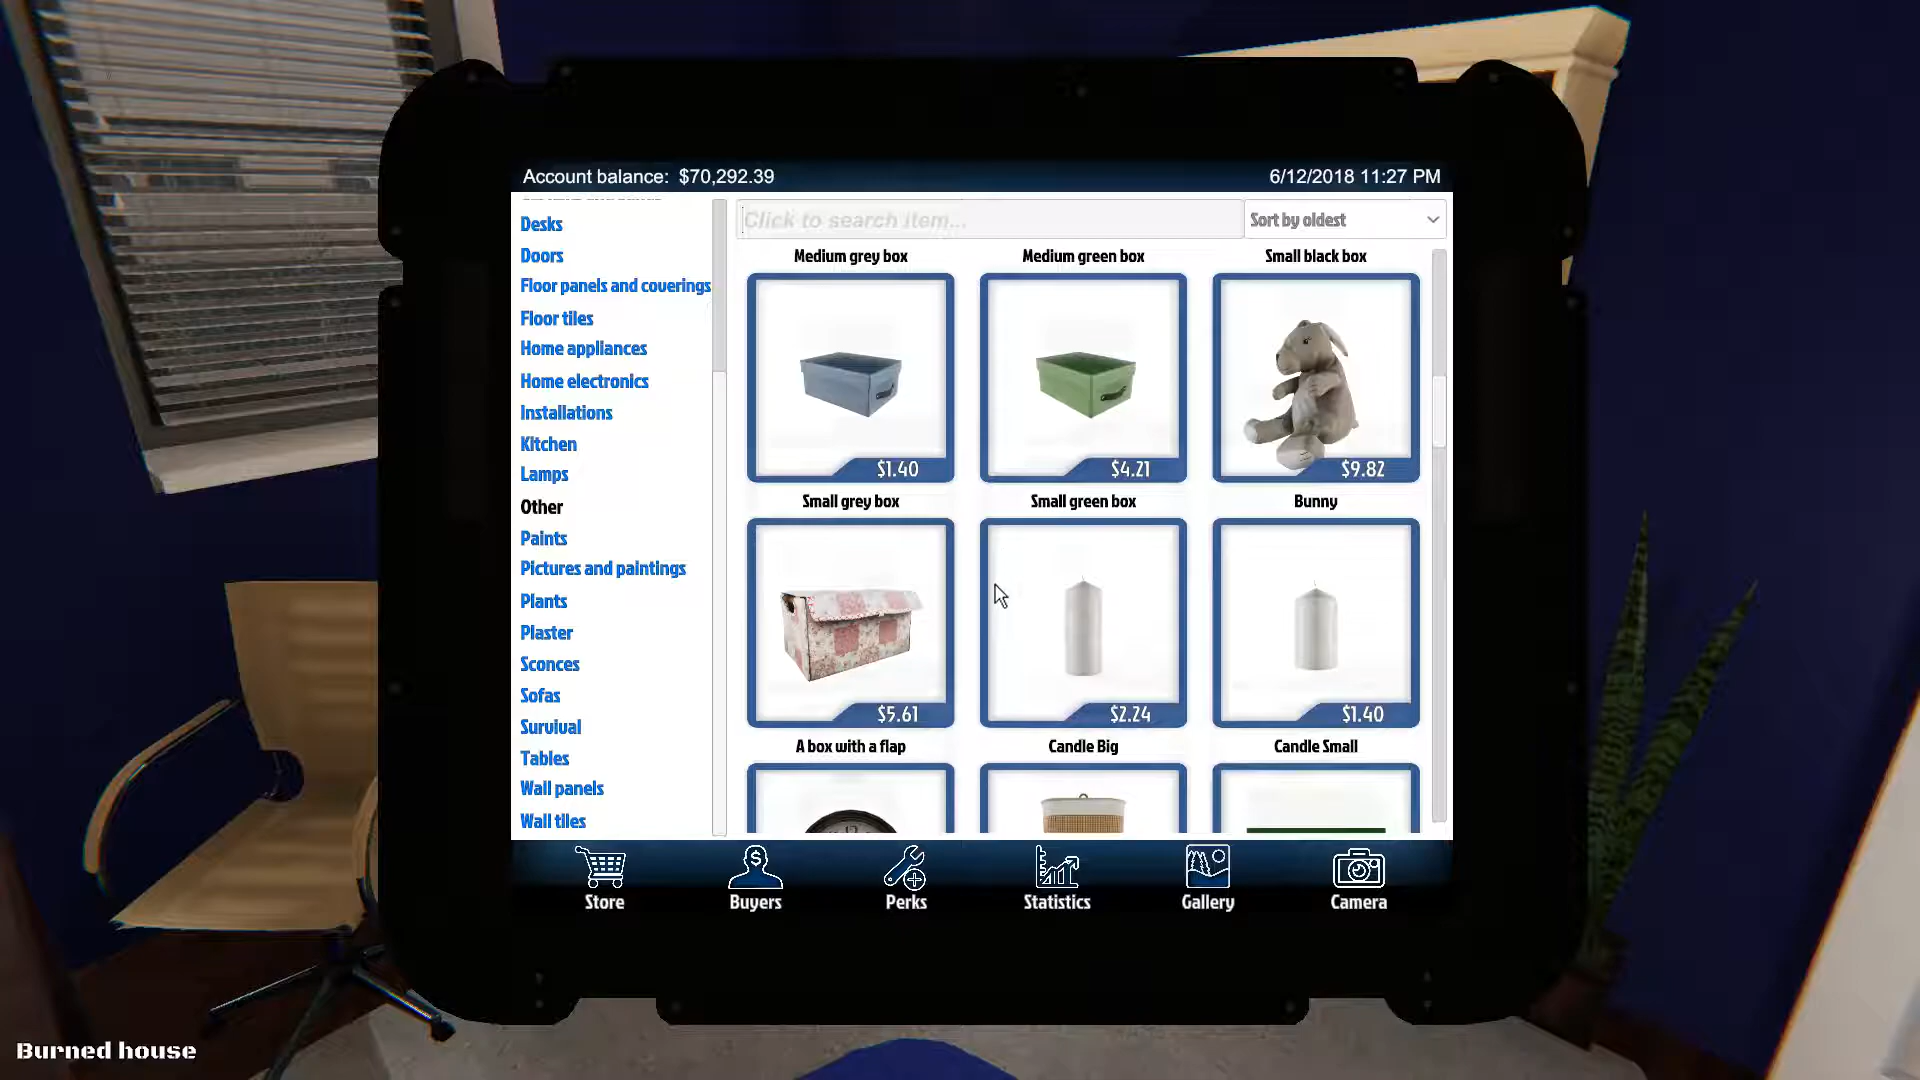 Account balance: $70,292.39
6/12/2018 11:27 PM
Desks
Doors
Floor panels and coverings
Floor tiles
Home appliances
Home electronics
Installations
Kitchen
Lamps
Other
Paints
Pictures and paintings
Plants
Plaster
Sconces
Sofas
Survival
Tables
Wall panels
Wall tiles
Click to search item...
Sort by oldest
Medium grey box
Medium green box
Small black box
$1.40
$4.21
$9.82
Small grey box
Small green box
Bunny
$5.61
$2.24
$1.40
A box with a flap
Candle Big
Candle Small
Store
Buyers
Perks
Statistics
Gallery
Camera
Burned house